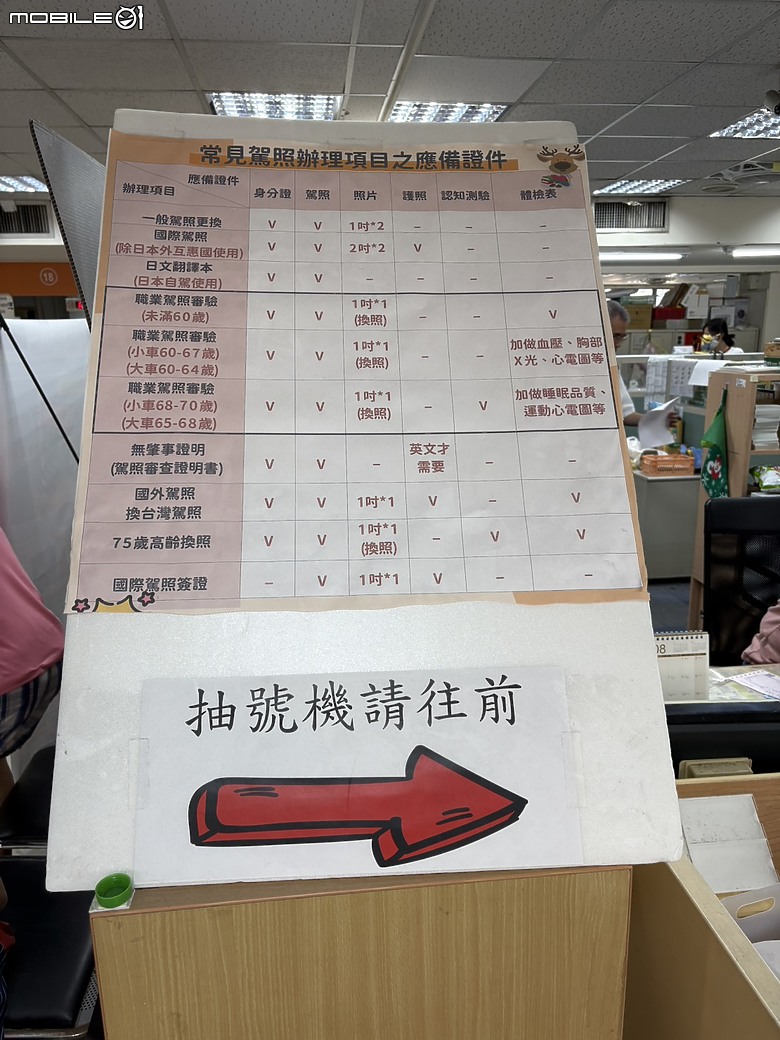 mobile01
常見駕照辦理項目之應備證件
應備證件
辦理項目 身分證 駕照 照片 護照 認知測驗 體檢表
一般駕照更換 V V 1吋*2 – – –
國際駕照
(除日本外互惠國使用) V V 2吋*2 V – –
日文翻譯本
(日本自駕使用) V V – – – –
職業駕照審驗
(未滿60歲) V V 1吋*1
(換照) – – V
職業駕照審驗
(小車60-67歲)
(大車60-64歲) V V 1吋*1
(換照) – – 加做血壓、胸部
X光、心電圖等
職業駕照審驗
(小車68-70歲)
(大車65-68歲) V V 1吋*1
(換照) – V 加做睡眠品質、
運動心電圖等
無肇事證明
(駕照審查證明書) V V – 英文才
需要 – –
國外駕照
換台灣駕照 V V 1吋*1 V – V
75歲高齡換照 V V 1吋*1
(換照) – V V
國際駕照簽證 – V 1吋*1 V – –
抽號機請往前
18
08